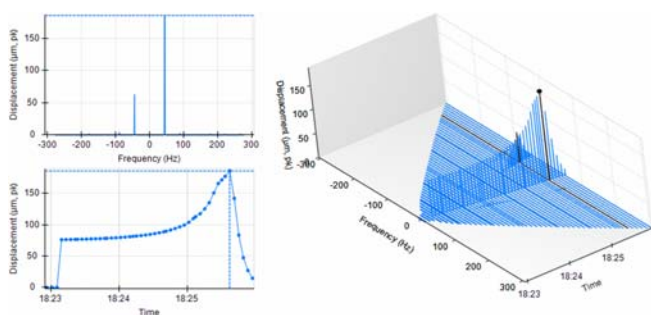 Displacement (µm, pk)
150
100
50
0
-300 -200 -100 0 100 200 300
Frequency (Hz)
Displacement (µm, pk)
150
100
50
0
18:23 18:24 18:25
Time
Displacement (µm, pk)
150
100
50
0
-300
-200
-100
0
100
200
300
Frequency (Hz)
18:23
18:24
18:25
Time